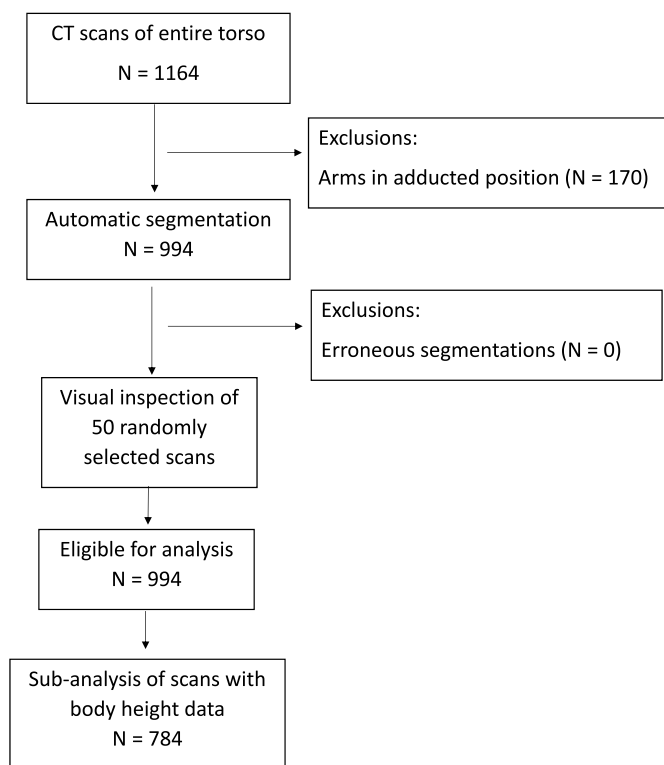 CT scans of entire torso
N = 1164
Exclusions:
Arms in adducted position (N = 170)
Automatic segmentation
N = 994
Exclusions:
Erroneous segmentations (N = 0)
Visual inspection of
50 randomly
selected scans
Eligible for analysis
N = 994
Sub-analysis of scans with
body height data
N = 784